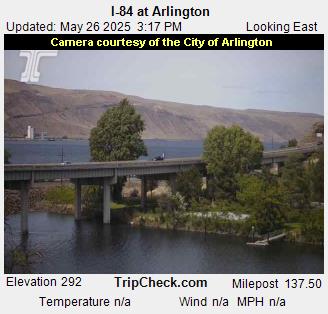 I-84 at Arlington
Updated: May 26 2025 3:17 PM Looking East
Camera courtesy of the City of Arlington
Elevation 292 TripCheck.com Milepost 137.50
Temperature n/a Wind n/a MPH n/a